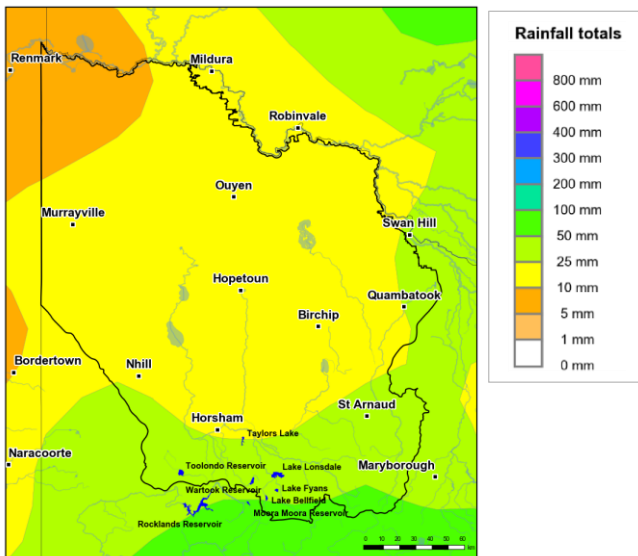 Renmark
Mildura
Robinvale
Ouyen
Murrayville
Swan Hill
Hopetoun
Quambatook
Birchip
Bordertown
Nhill
St Arnaud
Horsham
Taylors Lake
Naracoorte
Toolondo Reservoir
Lake Lonsdale
Maryborough
Wartook Reservoir
Lake Fyans
Lake Bellfield
Rocklands Reservoir
Moora Moora Reservoir
0 10 20 30 40 50 60
km
Rainfall totals
800 mm
600 mm
400 mm
300 mm
200 mm
100 mm
50 mm
25 mm
10 mm
5 mm
1 mm
0 mm